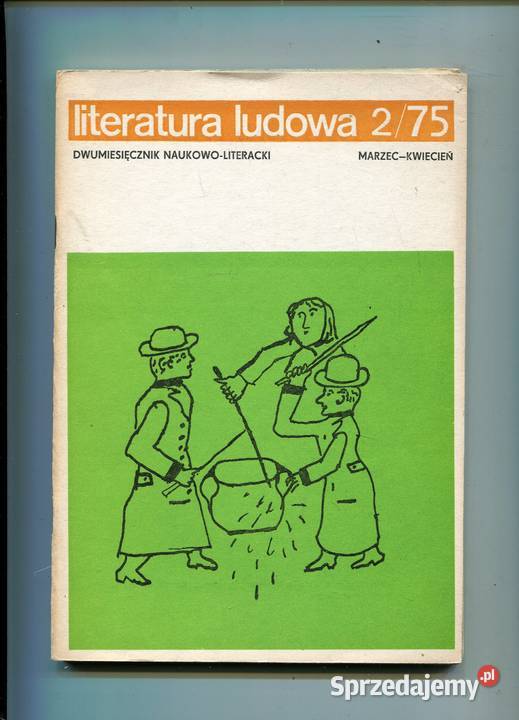 literatura ludowa 2/75
DWUMIESIĘCZNIK NAUKOWO-LITERACKI MARZEC–KWIECIEŃ
Sprzedajemy.pl